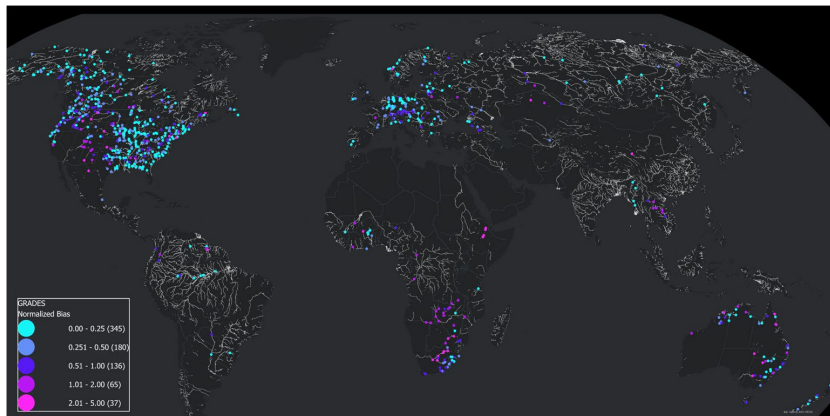 GRADES
Normalized Bias
0.00 - 0.25 (345)
0.251 - 0.50 (180)
0.51 - 1.00 (136)
1.01 - 2.00 (65)
2.01 - 5.00 (37)